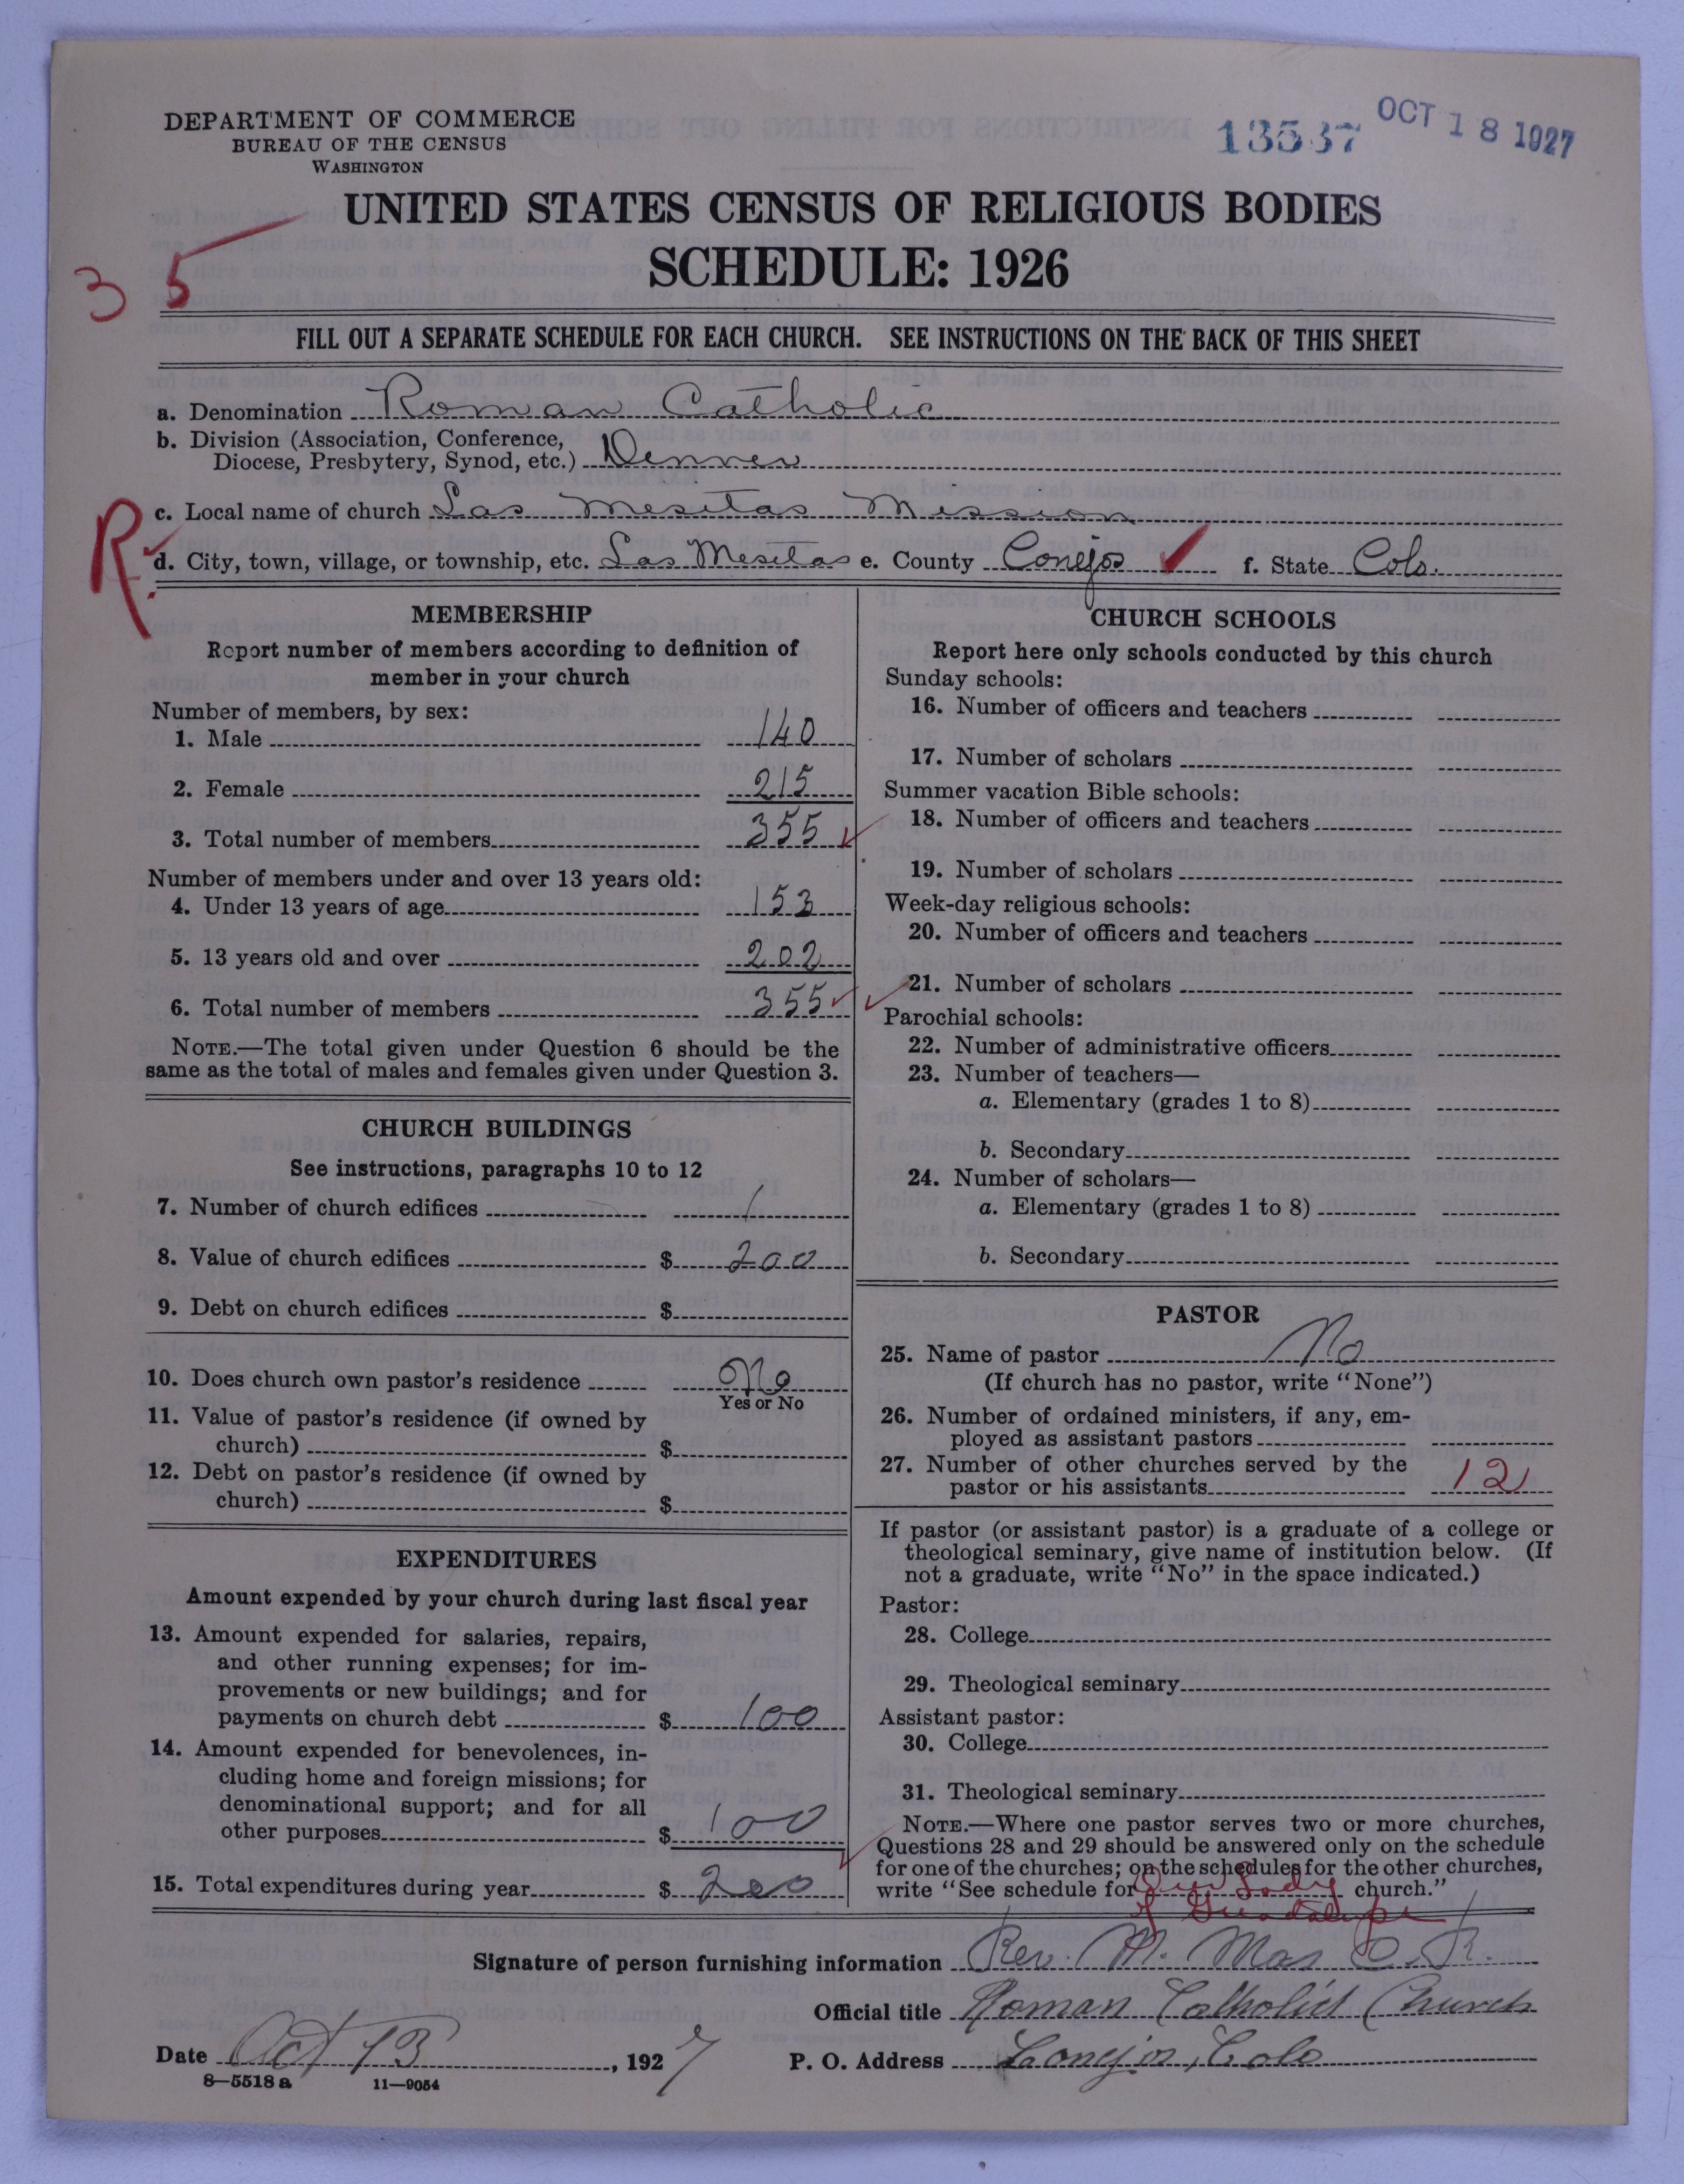 DEPARTMENT OF COMMERCE
BUREAU OF THE CENSUS
WASHINGTON
13537 OCT 18 1927
UNITED STATES CENSUS OF RELIGIOUS BODIES
SCHEDULE: 1926
35
FILL OUT A SEPARATE SCHEDULE FOR EACH CHURCH. SEE INSTRUCTIONS ON THE BACK OF THIS SHEET
a. Denomination Roman Catholic
b. Division (Association, Conference,
Diocese, Presbytery, Synod, etc.) Denver
c. Local name of church Las Mesitas Mission
R.
d. City, town, village, or township, etc. Las Mesitas e. County Conejos ✓ f. State Colo.
MEMBERSHIP
Report number of members according to definition of
member in your church
Number of members, by sex:
1. Male 140
2. Female 215
3. Total number of members 355 ✓
Number of members under and over 13 years old:
4. Under 13 years of age 153
5. 13 years old and over 202
6. Total number of members 355 ✓
NOTE.—The total given under Question 6 should be the
same as the total of males and females given under Question 3.
CHURCH BUILDINGS
See instructions, paragraphs 10 to 12
7. Number of church edifices 1
8. Value of church edifices $ 200
9. Debt on church edifices $
10. Does church own pastor's residence No
Yes or No
11. Value of pastor's residence (if owned by
church) $
12. Debt on pastor's residence (if owned by
church) $
EXPENDITURES
Amount expended by your church during last fiscal year
13. Amount expended for salaries, repairs,
and other running expenses; for im-
provements or new buildings; and for
payments on church debt $ 100
14. Amount expended for benevolences, in-
cluding home and foreign missions; for
denominational support; and for all
other purposes $ 100
15. Total expenditures during year $ 200
CHURCH SCHOOLS
Report here only schools conducted by this church
Sunday schools:
16. Number of officers and teachers
17. Number of scholars
Summer vacation Bible schools:
18. Number of officers and teachers
19. Number of scholars
Week-day religious schools:
20. Number of officers and teachers
21. Number of scholars
Parochial schools:
22. Number of administrative officers
23. Number of teachers—
a. Elementary (grades 1 to 8)
b. Secondary
24. Number of scholars—
a. Elementary (grades 1 to 8)
b. Secondary
PASTOR
25. Name of pastor No
(If church has no pastor, write "None")
26. Number of ordained ministers, if any, em-
ployed as assistant pastors
27. Number of other churches served by the
pastor or his assistants 12
If pastor (or assistant pastor) is a graduate of a college or
theological seminary, give name of institution below. (If
not a graduate, write "No" in the space indicated.)
Pastor:
28. College
29. Theological seminary
Assistant pastor:
30. College
31. Theological seminary
NOTE.—Where one pastor serves two or more churches,
Questions 28 and 29 should be answered only on the schedule
for one of the churches; on the schedules for the other churches,
write "See schedule for Our Lady church."
of Guadalupe
Signature of person furnishing information Rev. M. Mas C. R.
Official title Roman Catholic Church
Date Oct 13, 1927 P. O. Address Conejos, Colo
8—5518 a 11—9054